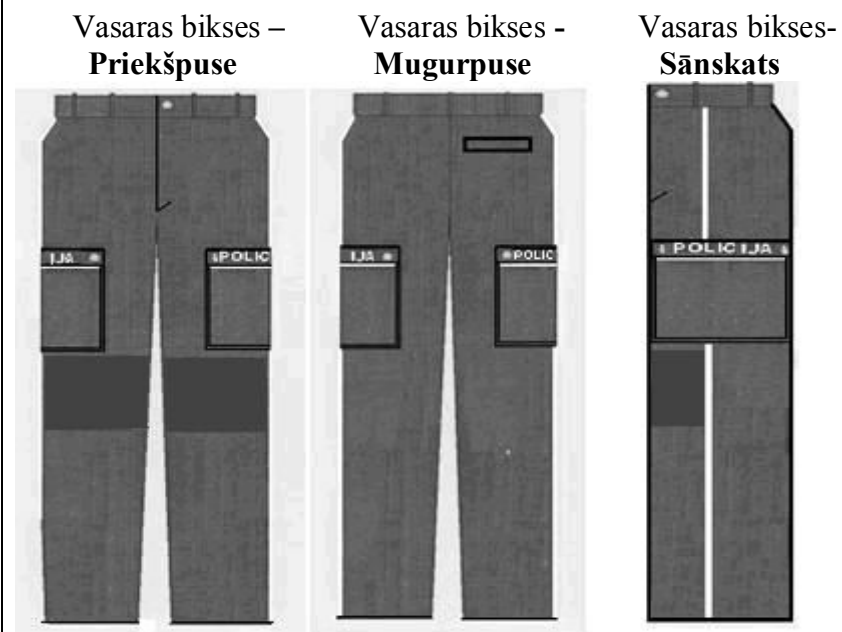 Vasaras bikses –
Priekšpuse
Vasaras bikses -
Mugurpuse
Vasaras bikses-
Sānskats
IJA
POLIC
IJA
POLIC
POLICIJA